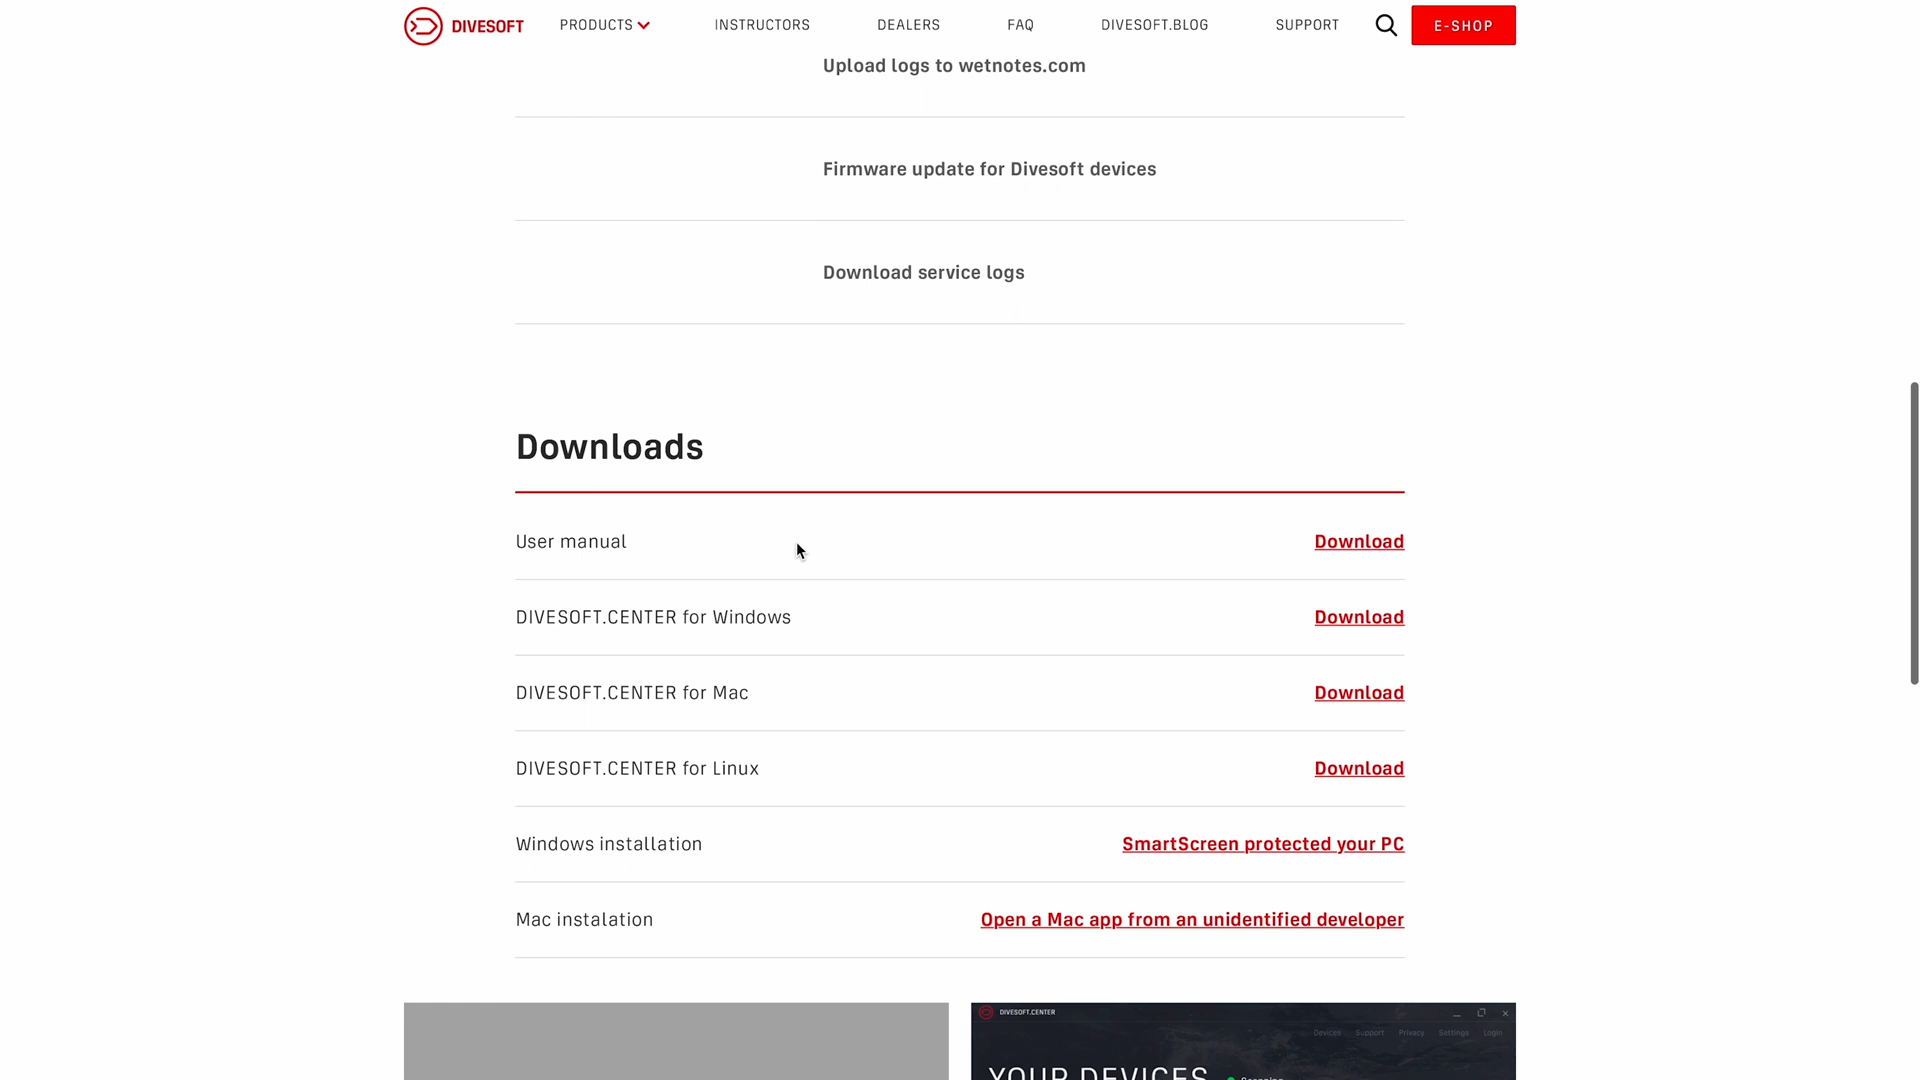 DIVESOFT PRODUCTS INSTRUCTORS DEALERS FAQ DIVESOFT.BLOG SUPPORT E-SHOP
Upload logs to wetnotes.com
Firmware update for Divesoft devices
Download service logs
Downloads
User manual Download
DIVESOFT.CENTER for Windows Download
DIVESOFT.CENTER for Mac Download
DIVESOFT.CENTER for Linux Download
Windows installation SmartScreen protected your PC
Mac instalation Open a Mac app from an unidentified developer
DIVESOFT.CENTER
Devices Support Privacy Settings Login
YOUR DEVICES Scanning